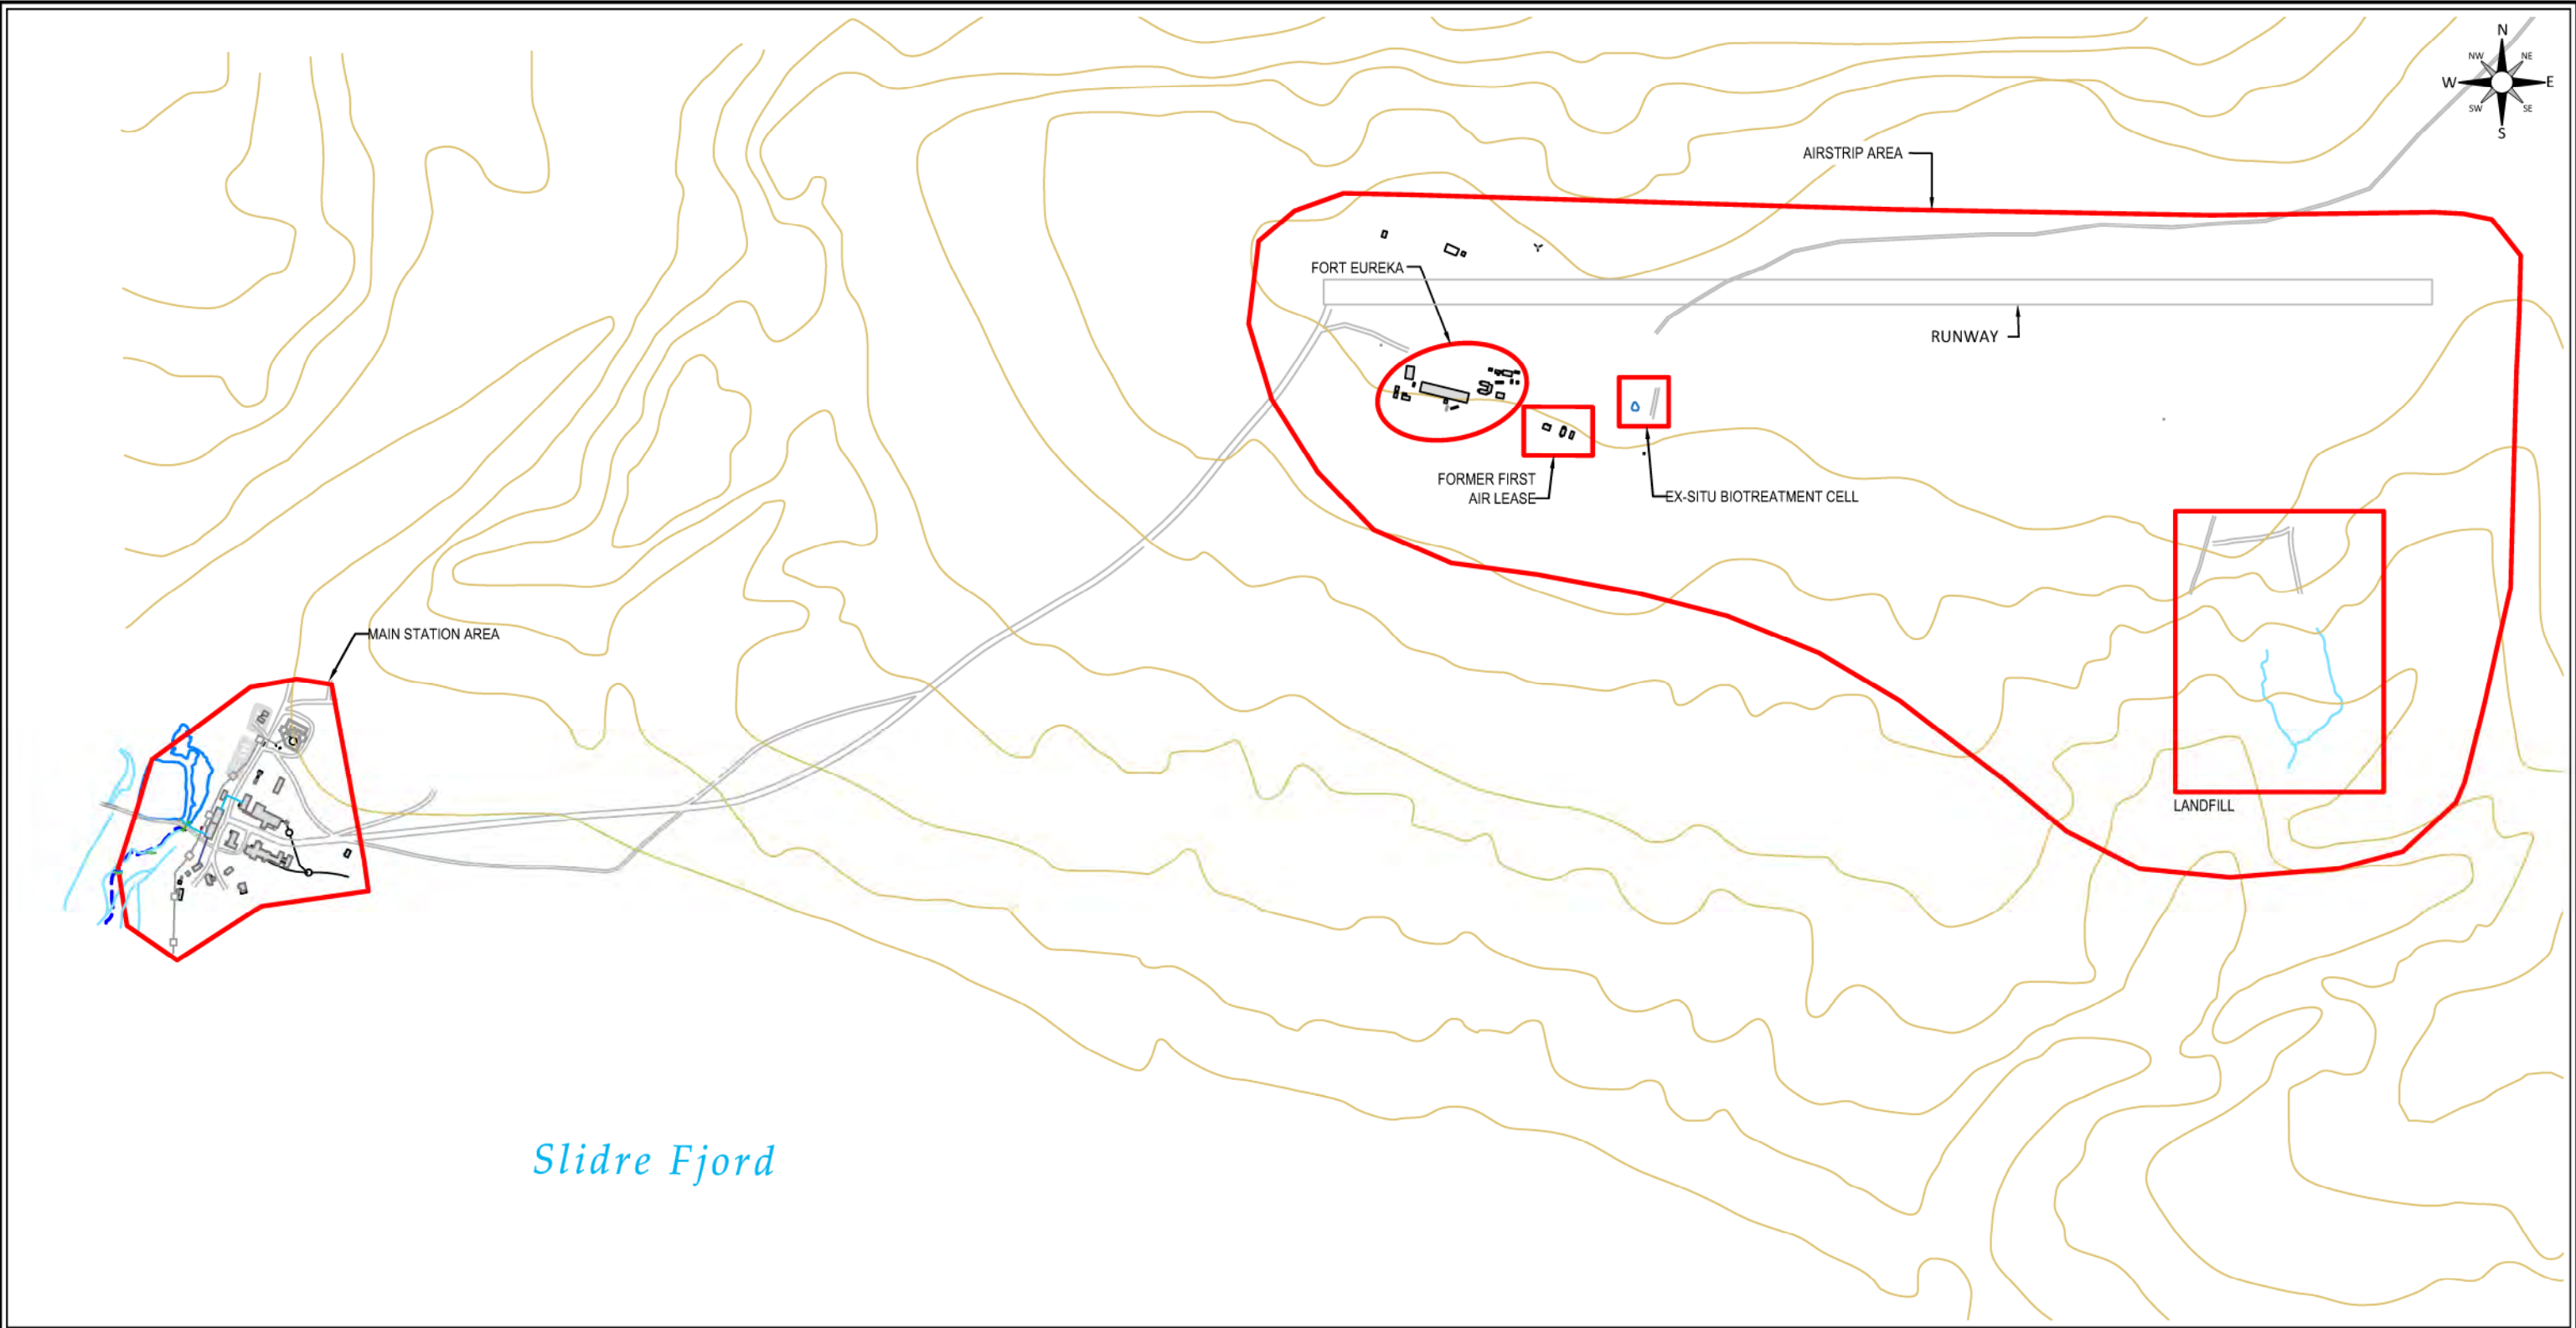 N
NW NE
W E
SW SE
S
AIRSTRIP AREA
FORT EUREKA
RUNWAY
FORMER FIRST
AIR LEASE
EX-SITU BIOTREATMENT CELL
MAIN STATION AREA
LANDFILL
Slidre Fjord